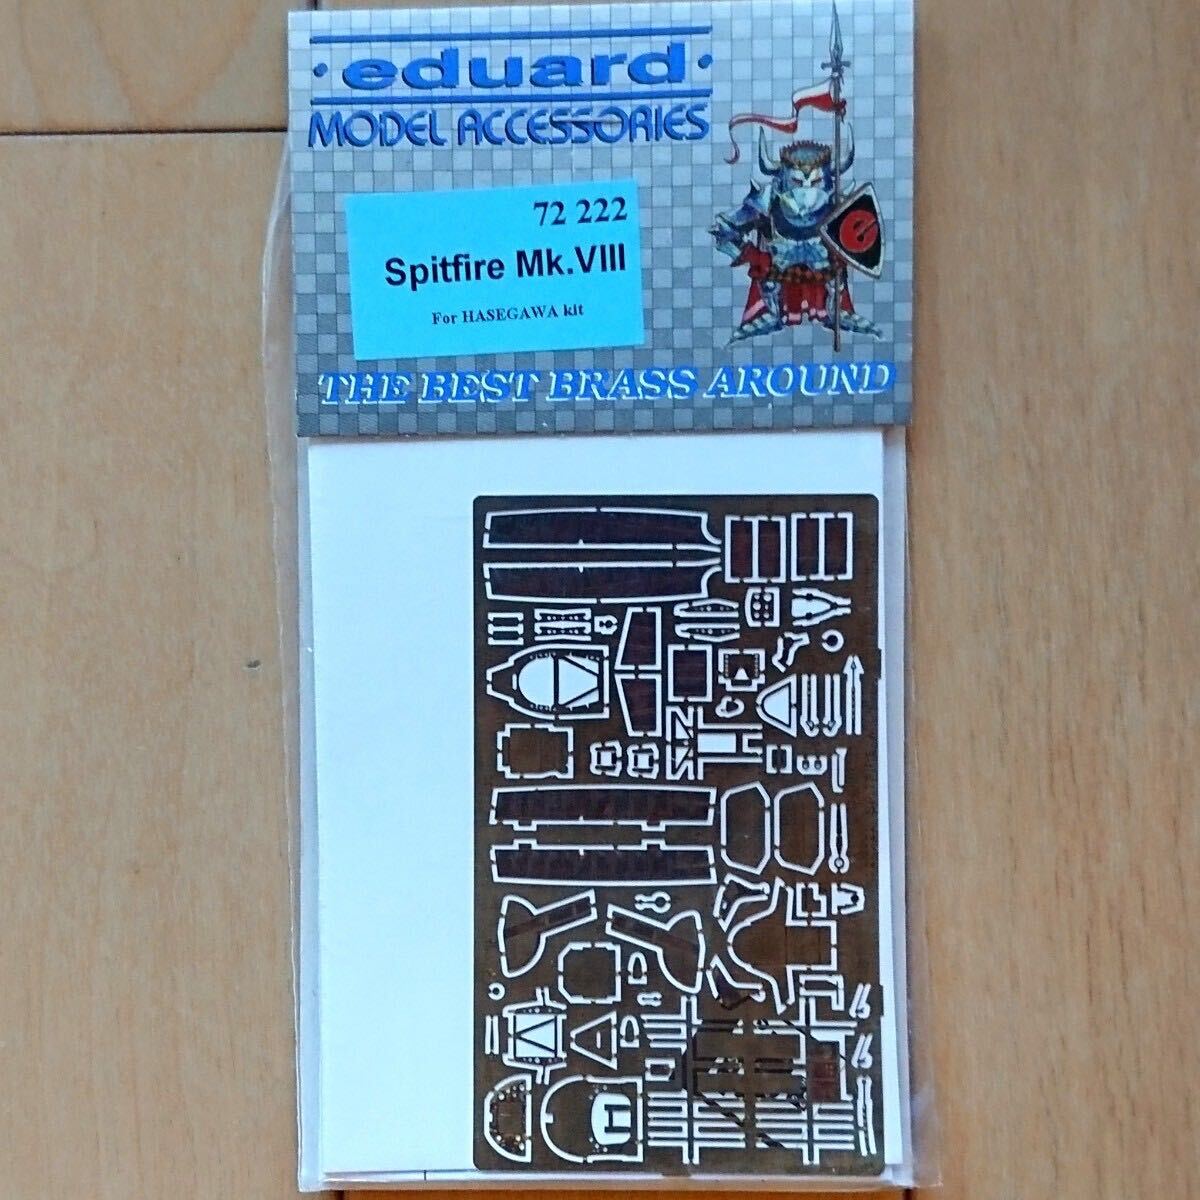 ·eduard·
MODEL ACCESSORIES
72 222
Spitfire Mk.VIII
For HASEGAWA kit
e
THE BEST BRASS AROUND